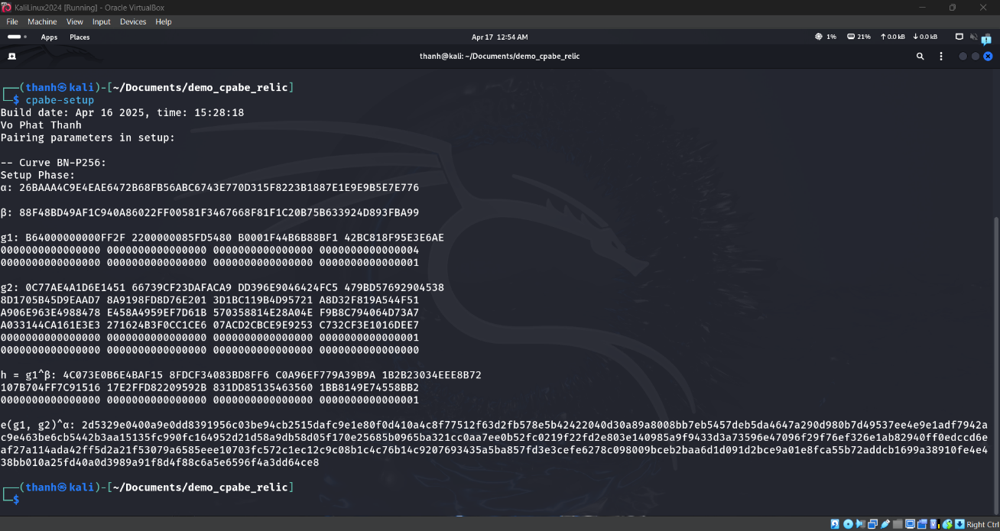 KaliLinux2024 [Running] - Oracle VirtualBox
File Machine View Input Devices Help
Apps Places Apr 17 12:54 AM 1% 21% ↑0.0 kB ↓0.0 kB
thanh@kali: ~/Documents/demo_cpabe_relic
┌──(thanh㉿kali)-[~/Documents/demo_cpabe_relic]
└─$ cpabe-setup
Build date: Apr 16 2025, time: 15:28:18
Vo Phat Thanh
Pairing parameters in setup:
-- Curve BN-P256:
Setup Phase:
α: 26BAAA4C9E4EAE6472B68FB56ABC6743E770D315F8223B1887E1E9E9B5E7E776
β: 88F48BD49AF1C940A86022FF00581F3467668F81F1C20B75B633924D893FBA99
g1: B64000000000FF2F 2200000085FD5480 B0001F44B6B88BF1 42BC818F95E3E6AE
0000000000000000 0000000000000000 0000000000000000 0000000000000004
0000000000000000 0000000000000000 0000000000000000 0000000000000001
g2: 0C77AE4A1D6E1451 66739CF23DAFACA9 DD396E9046424FC5 479BD57692904538
8D1705B45D9EAAD7 8A9198FD8D76E201 3D1BC119B4D95721 A8D32F819A544F51
A906E963E4988478 E458A4959EF7D61B 570358814E28A04E F9B8C794064D73A7
A033144CA161E3E3 271624B3F0CC1CE6 07ACD2CBCE9E9253 C732CF3E1016DEE7
0000000000000000 0000000000000000 0000000000000000 0000000000000001
0000000000000000 0000000000000000 0000000000000000 0000000000000000
h = g1^β: 4C073E0B6E4BAF15 8FDCF34083BD8FF6 C0A96EF779A39B9A 1B2B23034EEE8B72
107B704FF7C91516 17E2FFD82209592B 831DD85135463560 1BB8149E74558BB2
0000000000000000 0000000000000000 0000000000000000 0000000000000001
e(g1, g2)^α: 2d5329e0400a9e0dd8391956c03be94cb2515dafc9e1e80f0d410a4c8f77512f63d2fb578e5b42422040d30a89a8008bb7eb5457deb5da4647a290d980b7d49537ee4e9e1adf7942a
c9e463be6cb5442b3aa15135fc990fc164952d21d58a9db58d05f170e25685b0965ba321cc0aa7ee0b52fc0219f22fd2e803e140985a9f9433d3a73596e47096f29f76ef326e1ab82940ff0edccd6e
af27a114ada42ff5d2a21f53079a6585eee10703fc572c1ec12c9c08b1c4c76b14c9207693435a5ba857fd3e3cefe6278c098009bceb2baa6d1d091d2bce9a01e8fca55b72addcb1699a38910fe4e4
38bb010a25fd40a0d3989a91f8d4f88c6a5e6596f4a3dd64ce8
┌──(thanh㉿kali)-[~/Documents/demo_cpabe_relic]
└─$
Right Ctrl